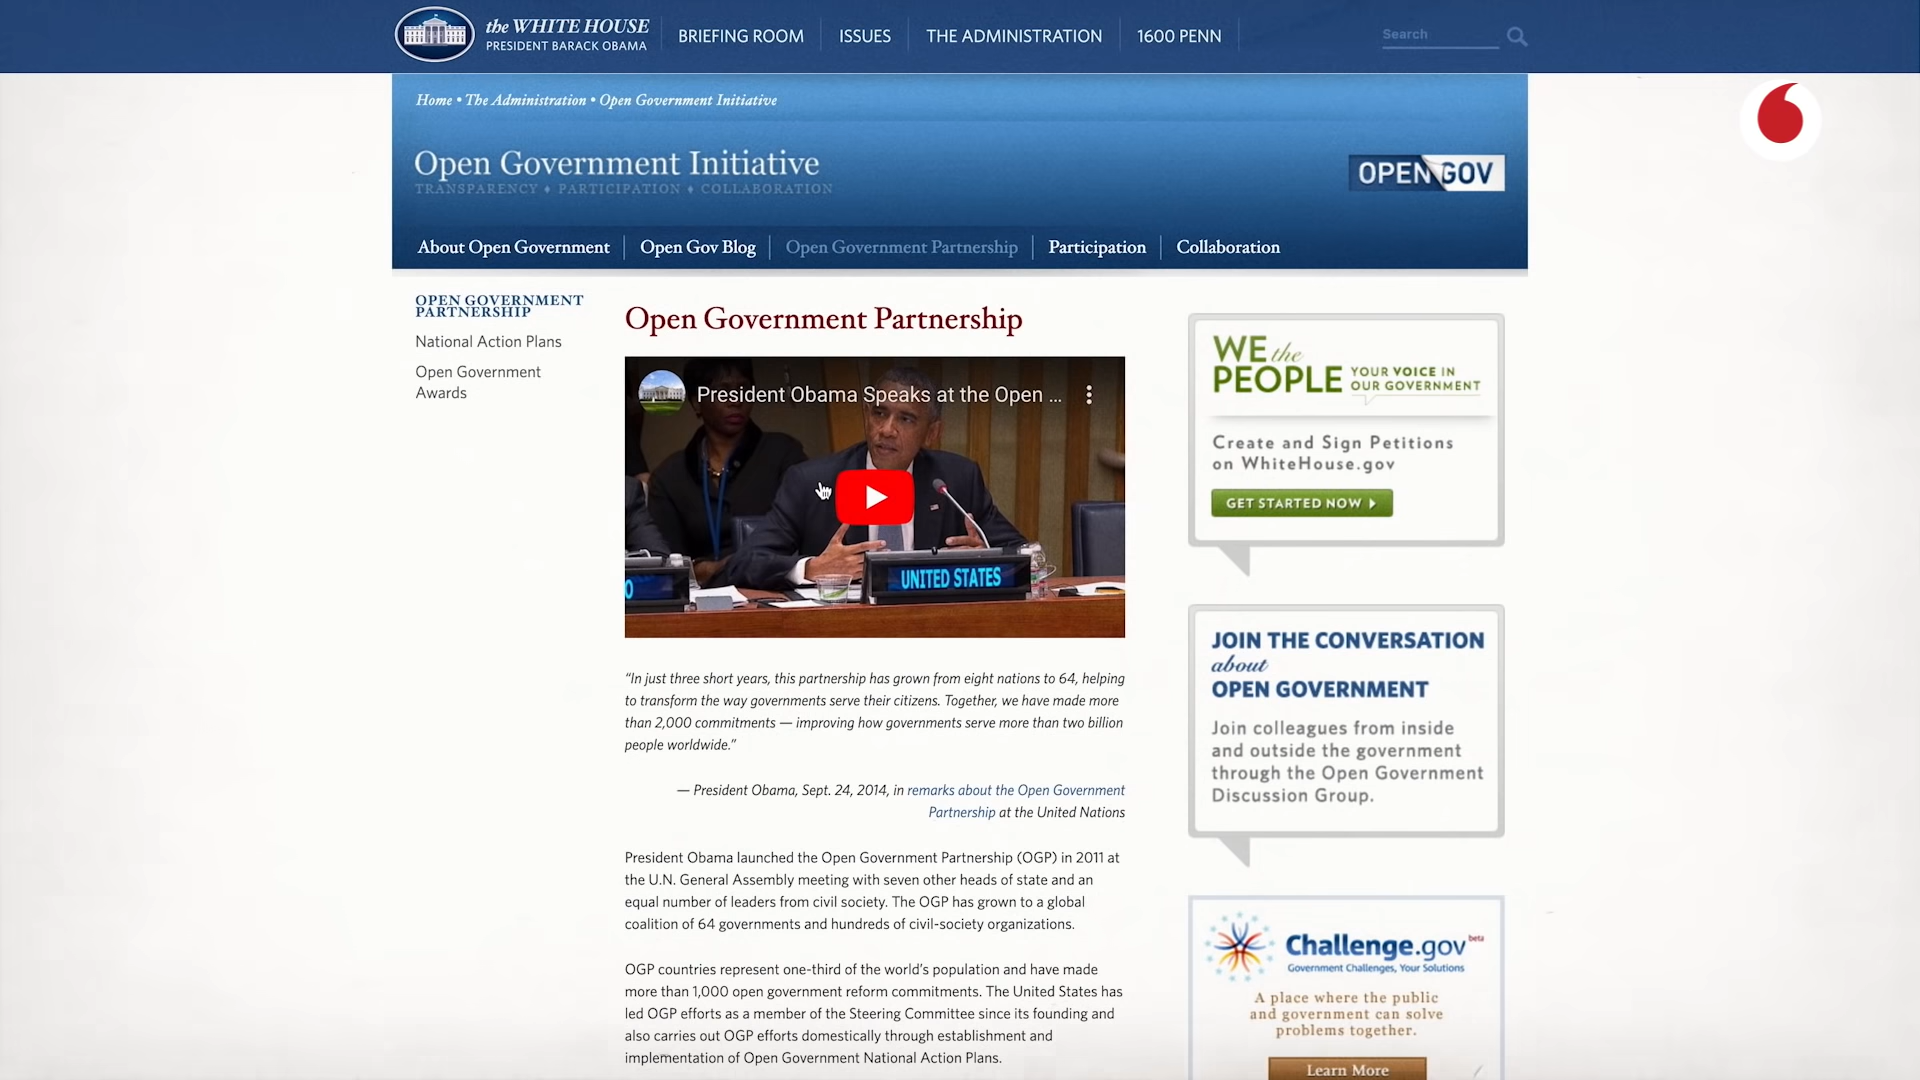 the WHITE HOUSE
PRESIDENT BARACK OBAMA
BRIEFING ROOM
ISSUES
THE ADMINISTRATION
1600 PENN
Search
Home • The Administration • Open Government Initiative
Open Government Initiative
TRANSPARENCY ♦ PARTICIPATION ♦ COLLABORATION
OPEN GOV
About Open Government
Open Gov Blog
Open Government Partnership
Participation
Collaboration
OPEN GOVERNMENT
PARTNERSHIP
National Action Plans
Open Government
Awards
Open Government Partnership
President Obama Speaks at the Open ...
UNITED STATES
“In just three short years, this partnership has grown from eight nations to 64, helping
to transform the way governments serve their citizens. Together, we have made more
than 2,000 commitments — improving how governments serve more than two billion
people worldwide.”
— President Obama, Sept. 24, 2014, in remarks about the Open Government
Partnership at the United Nations
President Obama launched the Open Government Partnership (OGP) in 2011 at
the U.N. General Assembly meeting with seven other heads of state and an
equal number of leaders from civil society. The OGP has grown to a global
coalition of 64 governments and hundreds of civil-society organizations.
OGP countries represent one-third of the world’s population and have made
more than 1,000 open government reform commitments. The United States has
led OGP efforts as a member of the Steering Committee since its founding and
also carries out OGP efforts domestically through establishment and
implementation of Open Government National Action Plans.
WE the
PEOPLE
YOUR VOICE IN
OUR GOVERNMENT
Create and Sign Petitions
on WhiteHouse.gov
GET STARTED NOW
JOIN THE CONVERSATION
about
OPEN GOVERNMENT
Join colleagues from inside
and outside the government
through the Open Government
Discussion Group.
Challenge.gov beta
Government Challenges, Your Solutions
A place where the public
and government can solve
problems together.
Learn More